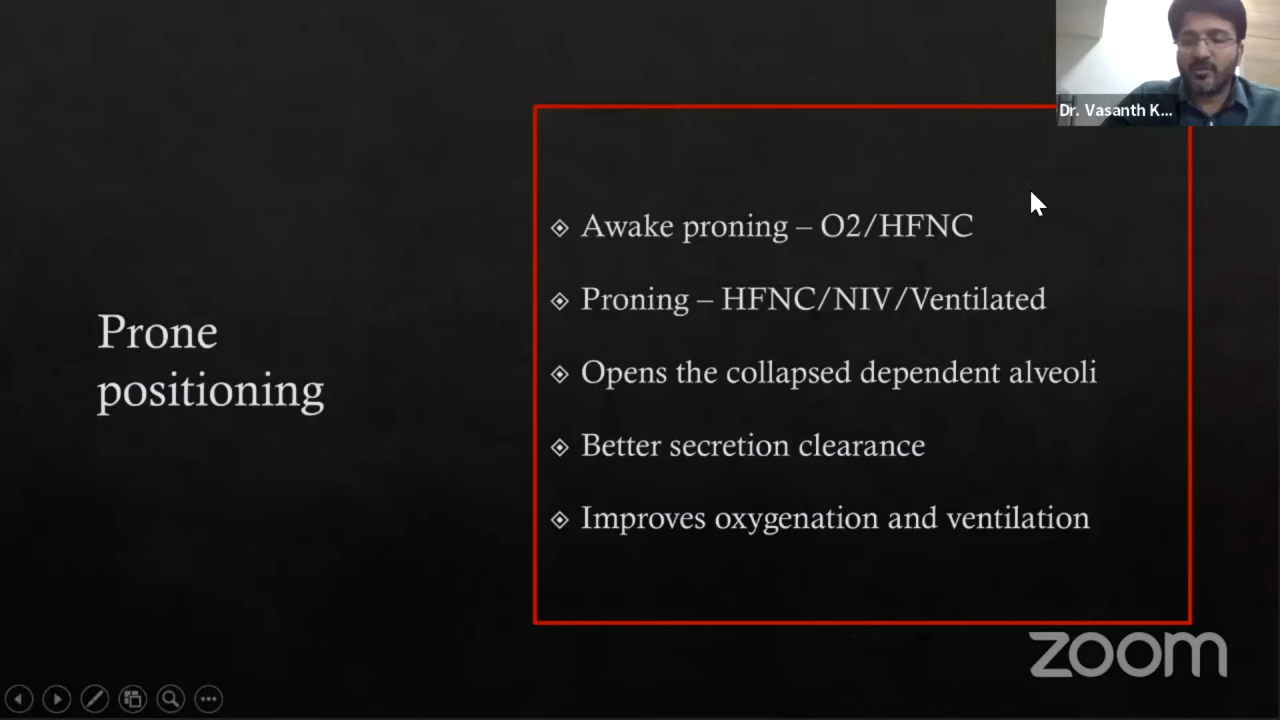 Dr. Vasanth K...
Prone
positioning
Awake proning – O2/HFNC
Proning – HFNC/NIV/Ventilated
Opens the collapsed dependent alveoli
Better secretion clearance
Improves oxygenation and ventilation
zoom